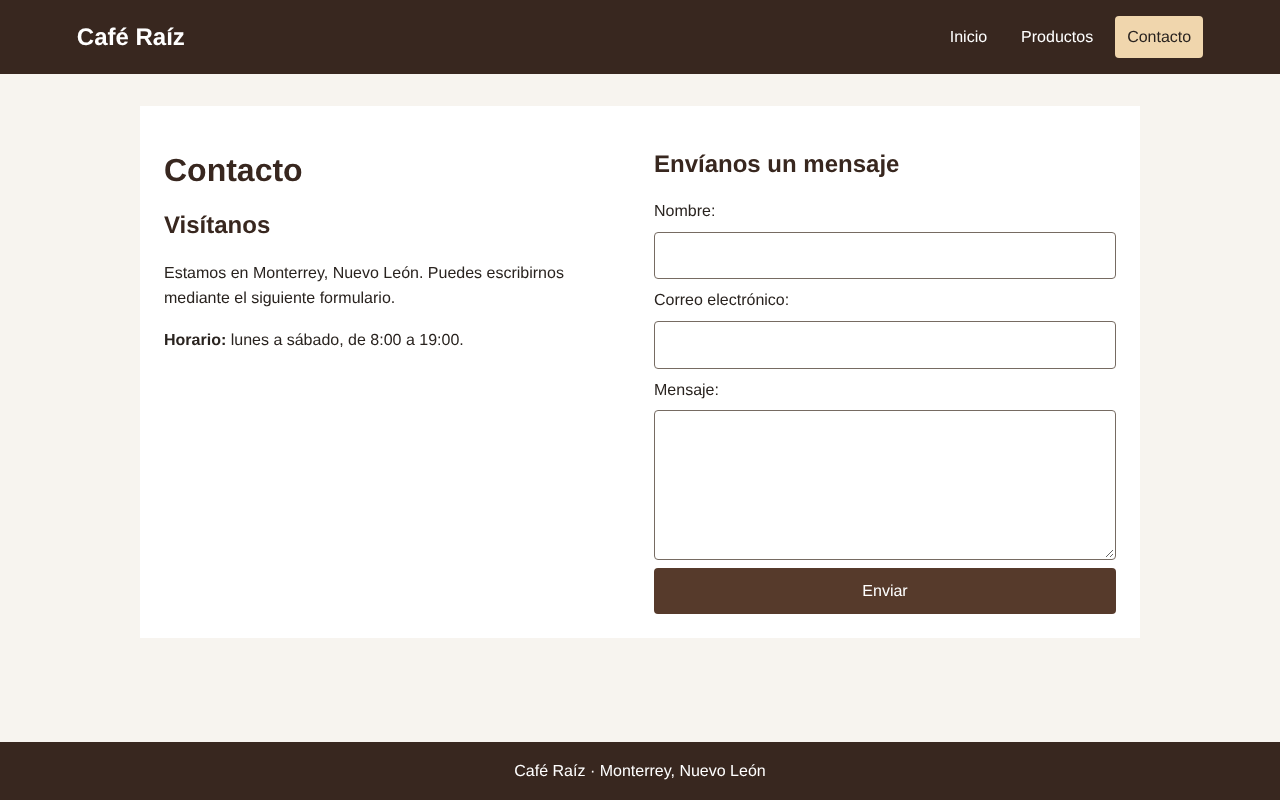 Café Raíz
Inicio
Productos
Contacto
Contacto
Visítanos
Estamos en Monterrey, Nuevo León. Puedes escribirnos
mediante el siguiente formulario.
Horario: lunes a sábado, de 8:00 a 19:00.
Envíanos un mensaje
Nombre:
Correo electrónico:
Mensaje:
Enviar
Café Raíz · Monterrey, Nuevo León